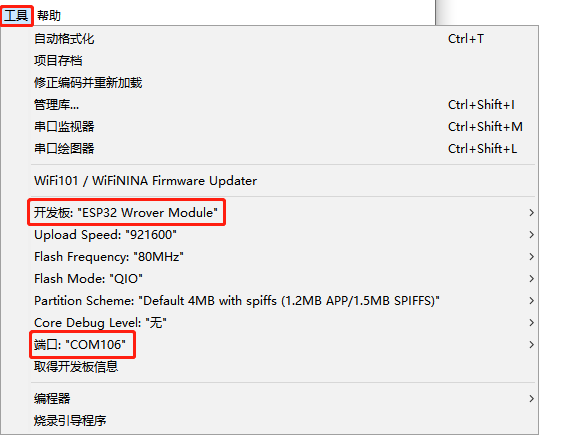 工具 帮助
自动格式化 Ctrl+T
项目存档
修正编码并重新加载
管理库... Ctrl+Shift+I
串口监视器 Ctrl+Shift+M
串口绘图器 Ctrl+Shift+L
WiFi101 / WiFiNINA Firmware Updater
开发板: "ESP32 Wrover Module"
Upload Speed: "921600"
Flash Frequency: "80MHz"
Flash Mode: "QIO"
Partition Scheme: "Default 4MB with spiffs (1.2MB APP/1.5MB SPIFFS)"
Core Debug Level: "无"
端口: "COM106"
取得开发板信息
编程器
烧录引导程序